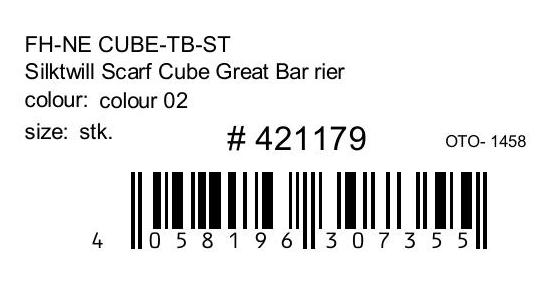 FH-NE CUBE-TB-ST
Silktwill Scarf Cube Great Bar rier
colour: colour 02
size: stk.
# 421179
OTO- 1458
4 058196 307355